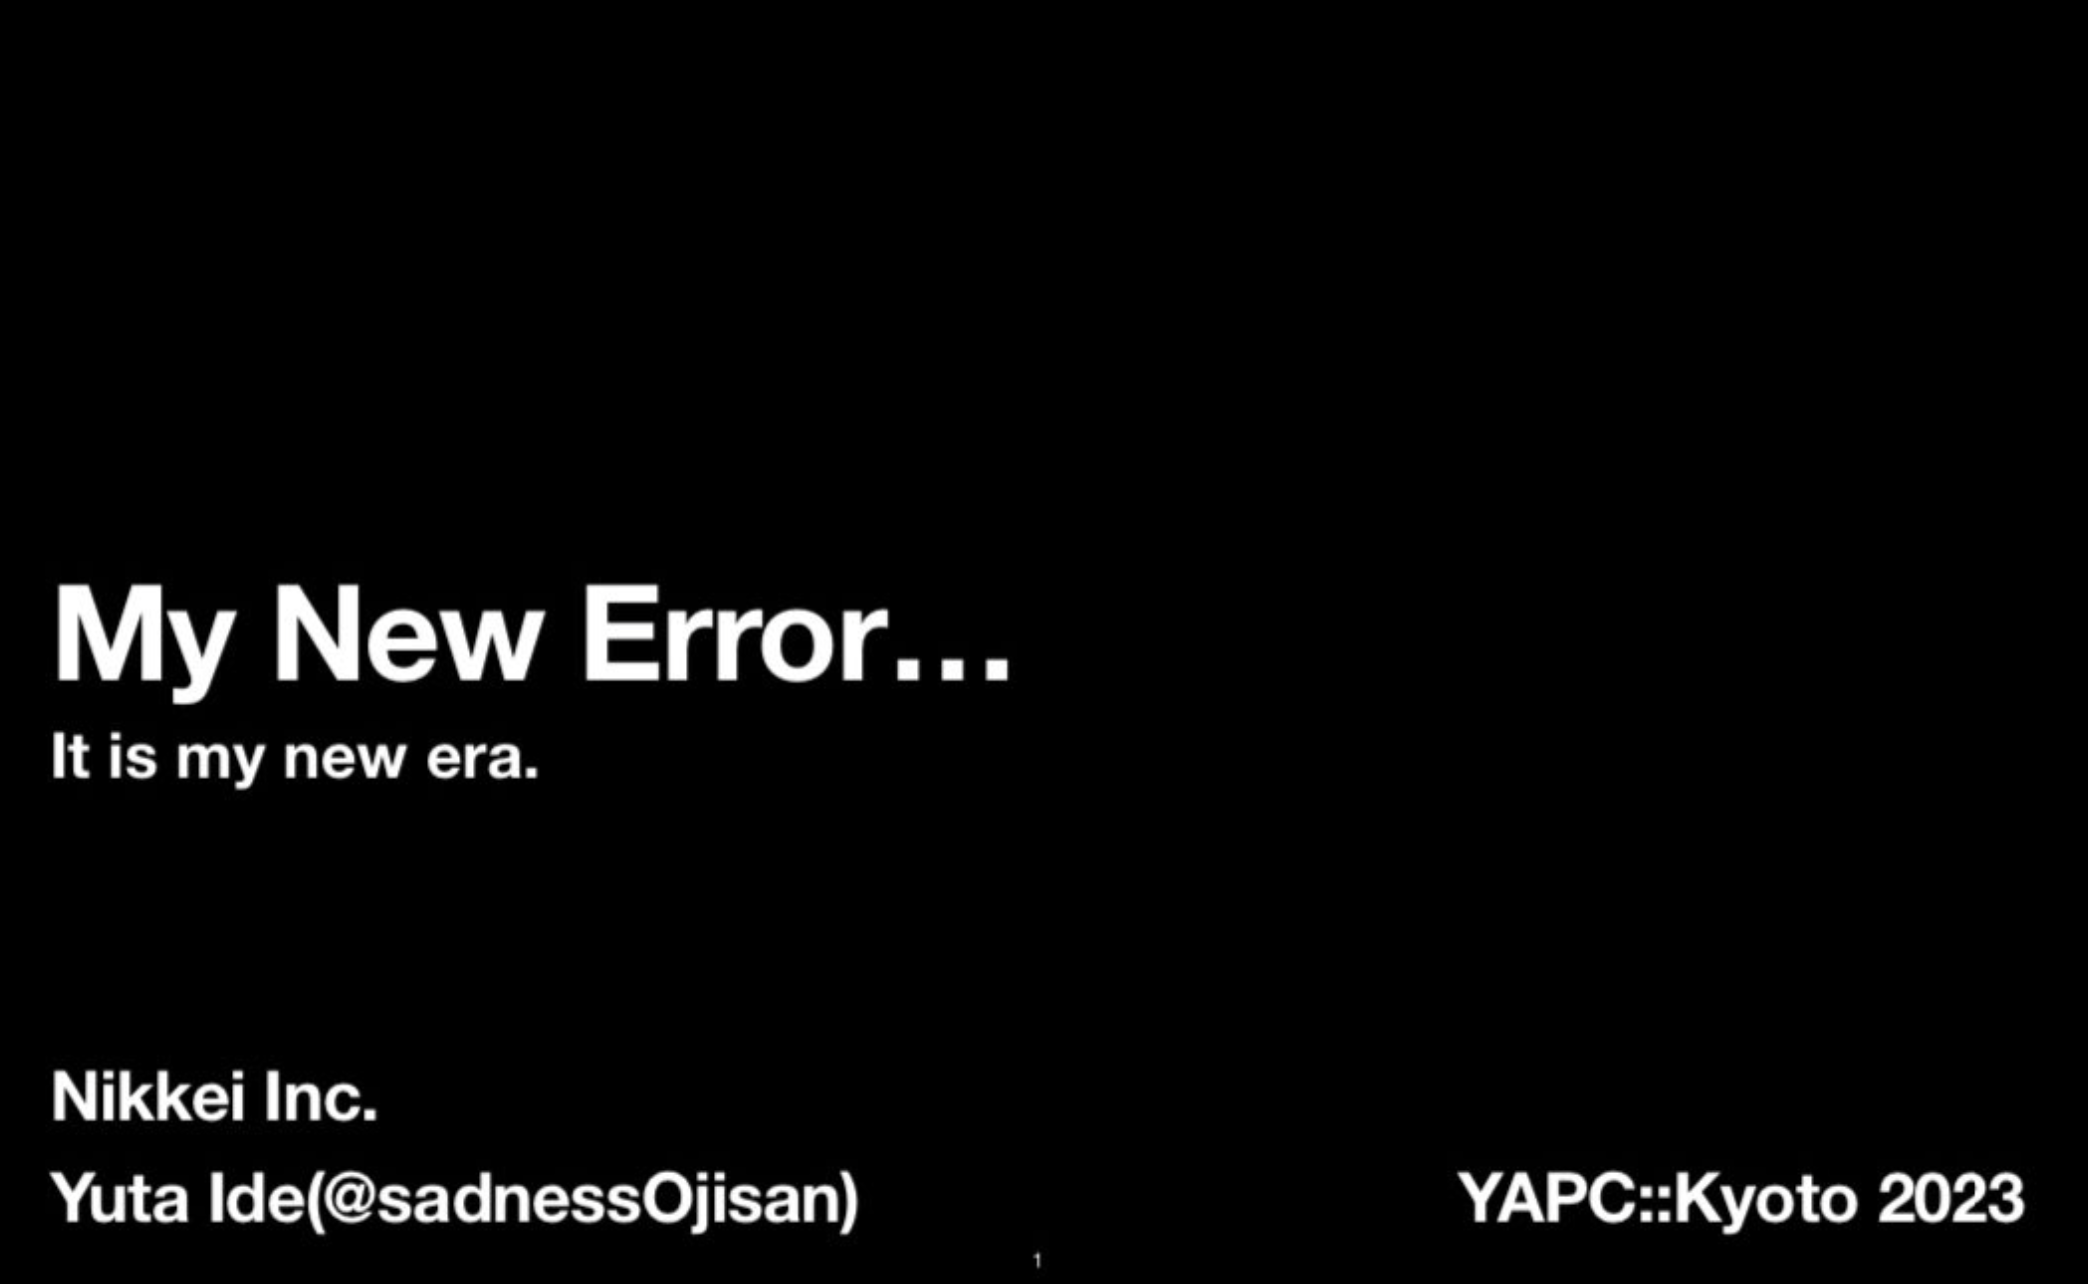 My New Error…
It is my new era.
Nikkei Inc.
Yuta Ide(@sadnessOjisan)
YAPC::Kyoto 2023
1